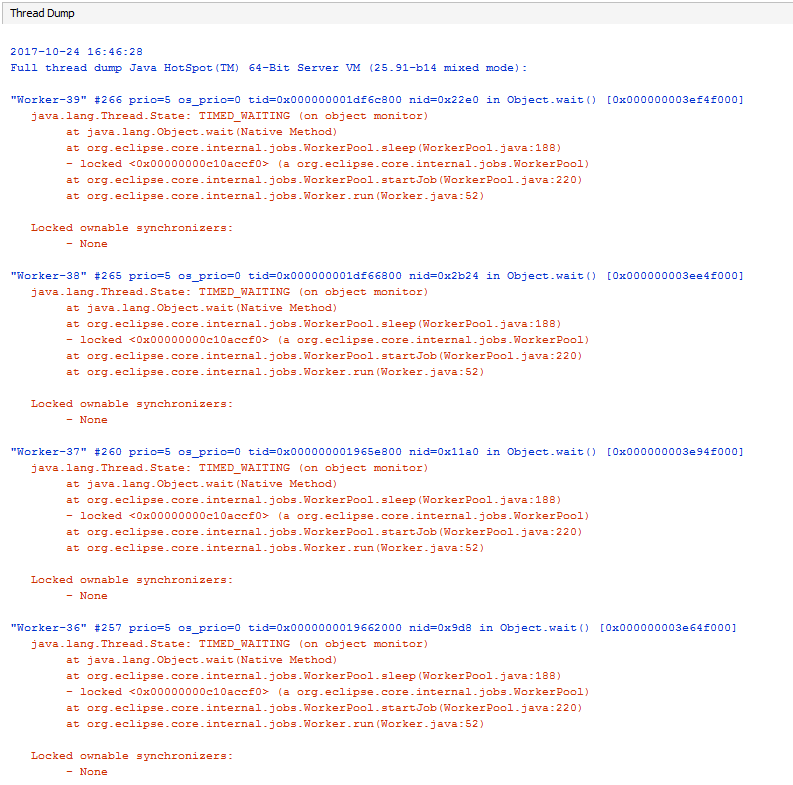 Thread Dump
2017-10-24 16:46:28
Full thread dump Java HotSpot(TM) 64-Bit Server VM (25.91-b14 mixed mode):
"Worker-39" #266 prio=5 os_prio=0 tid=0x000000001df6c800 nid=0x22e0 in Object.wait() [0x000000003ef4f000]
java.lang.Thread.State: TIMED_WAITING (on object monitor)
at java.lang.Object.wait(Native Method)
at org.eclipse.core.internal.jobs.WorkerPool.sleep(WorkerPool.java:188)
- locked <0x00000000c10accf0> (a org.eclipse.core.internal.jobs.WorkerPool)
at org.eclipse.core.internal.jobs.WorkerPool.startJob(WorkerPool.java:220)
at org.eclipse.core.internal.jobs.Worker.run(Worker.java:52)
Locked ownable synchronizers:
- None
"Worker-38" #265 prio=5 os_prio=0 tid=0x000000001df66800 nid=0x2b24 in Object.wait() [0x000000003ee4f000]
java.lang.Thread.State: TIMED_WAITING (on object monitor)
at java.lang.Object.wait(Native Method)
at org.eclipse.core.internal.jobs.WorkerPool.sleep(WorkerPool.java:188)
- locked <0x00000000c10accf0> (a org.eclipse.core.internal.jobs.WorkerPool)
at org.eclipse.core.internal.jobs.WorkerPool.startJob(WorkerPool.java:220)
at org.eclipse.core.internal.jobs.Worker.run(Worker.java:52)
Locked ownable synchronizers:
- None
"Worker-37" #260 prio=5 os_prio=0 tid=0x000000001965e800 nid=0x11a0 in Object.wait() [0x000000003e94f000]
java.lang.Thread.State: TIMED_WAITING (on object monitor)
at java.lang.Object.wait(Native Method)
at org.eclipse.core.internal.jobs.WorkerPool.sleep(WorkerPool.java:188)
- locked <0x00000000c10accf0> (a org.eclipse.core.internal.jobs.WorkerPool)
at org.eclipse.core.internal.jobs.WorkerPool.startJob(WorkerPool.java:220)
at org.eclipse.core.internal.jobs.Worker.run(Worker.java:52)
Locked ownable synchronizers:
- None
"Worker-36" #257 prio=5 os_prio=0 tid=0x0000000019662000 nid=0x9d8 in Object.wait() [0x000000003e64f000]
java.lang.Thread.State: TIMED_WAITING (on object monitor)
at java.lang.Object.wait(Native Method)
at org.eclipse.core.internal.jobs.WorkerPool.sleep(WorkerPool.java:188)
- locked <0x00000000c10accf0> (a org.eclipse.core.internal.jobs.WorkerPool)
at org.eclipse.core.internal.jobs.WorkerPool.startJob(WorkerPool.java:220)
at org.eclipse.core.internal.jobs.Worker.run(Worker.java:52)
Locked ownable synchronizers:
- None